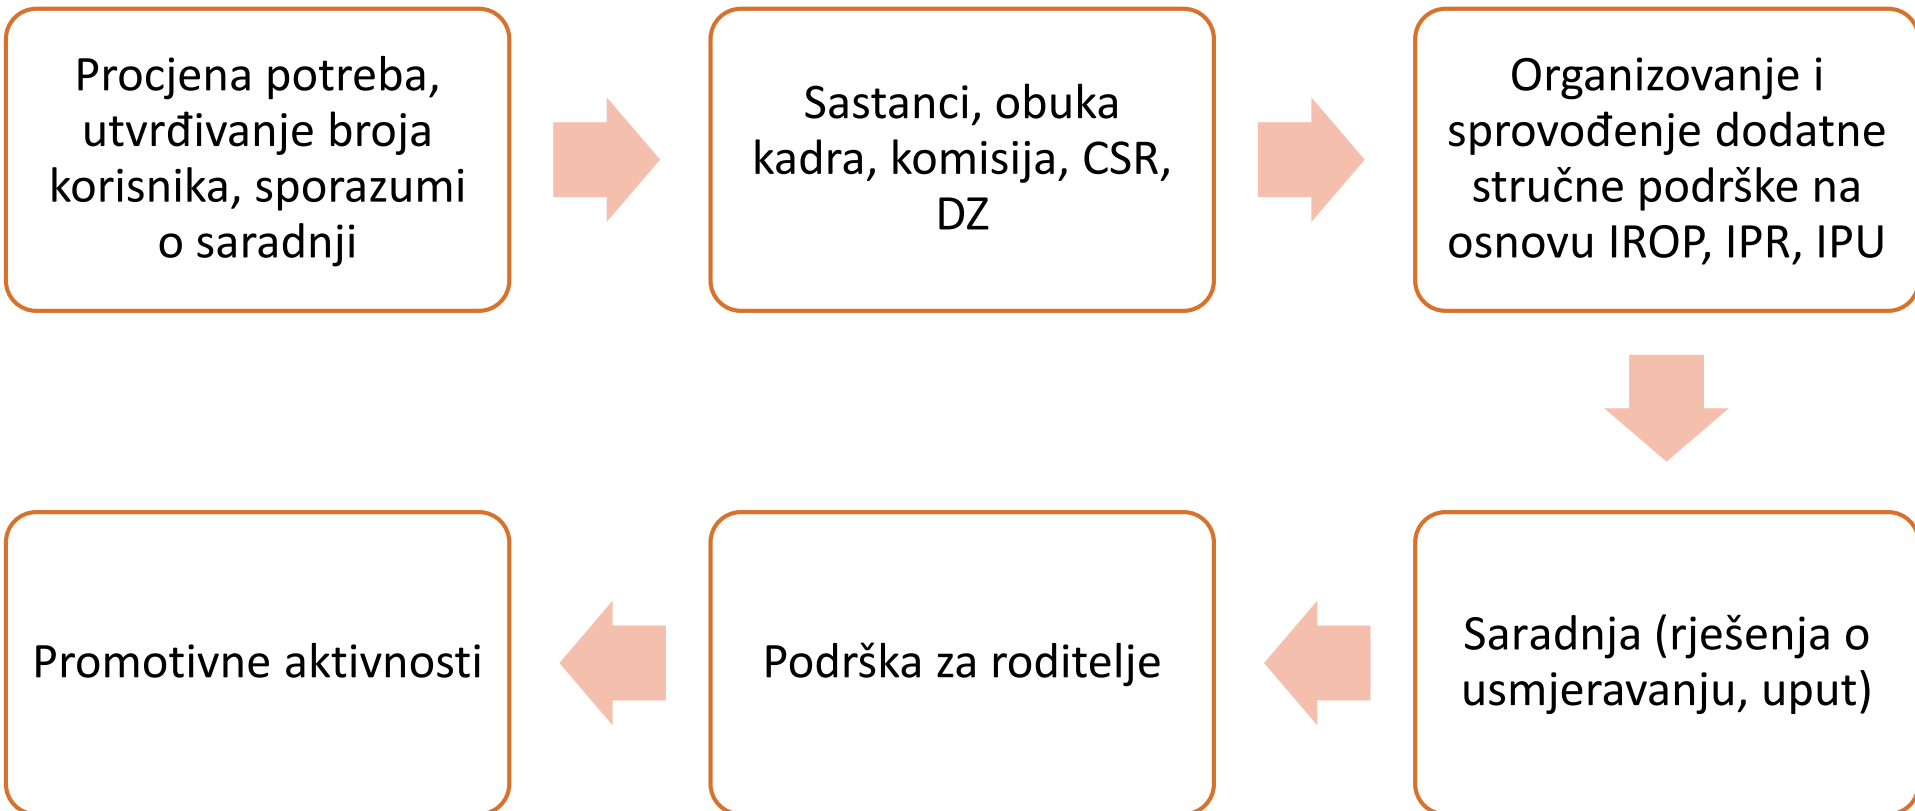 Procjena potreba,
utvrđivanje broja
korisnika, sporazumi
o saradnji
Sastanci, obuka
kadra, komisija, CSR,
DZ
Organizovanje i
sprovođenje dodatne
stručne podrške na
osnovu IROP, IPR, IPU
Saradnja (rješenja o
usmjeravanju, uput)
Podrška za roditelje
Promotivne aktivnosti